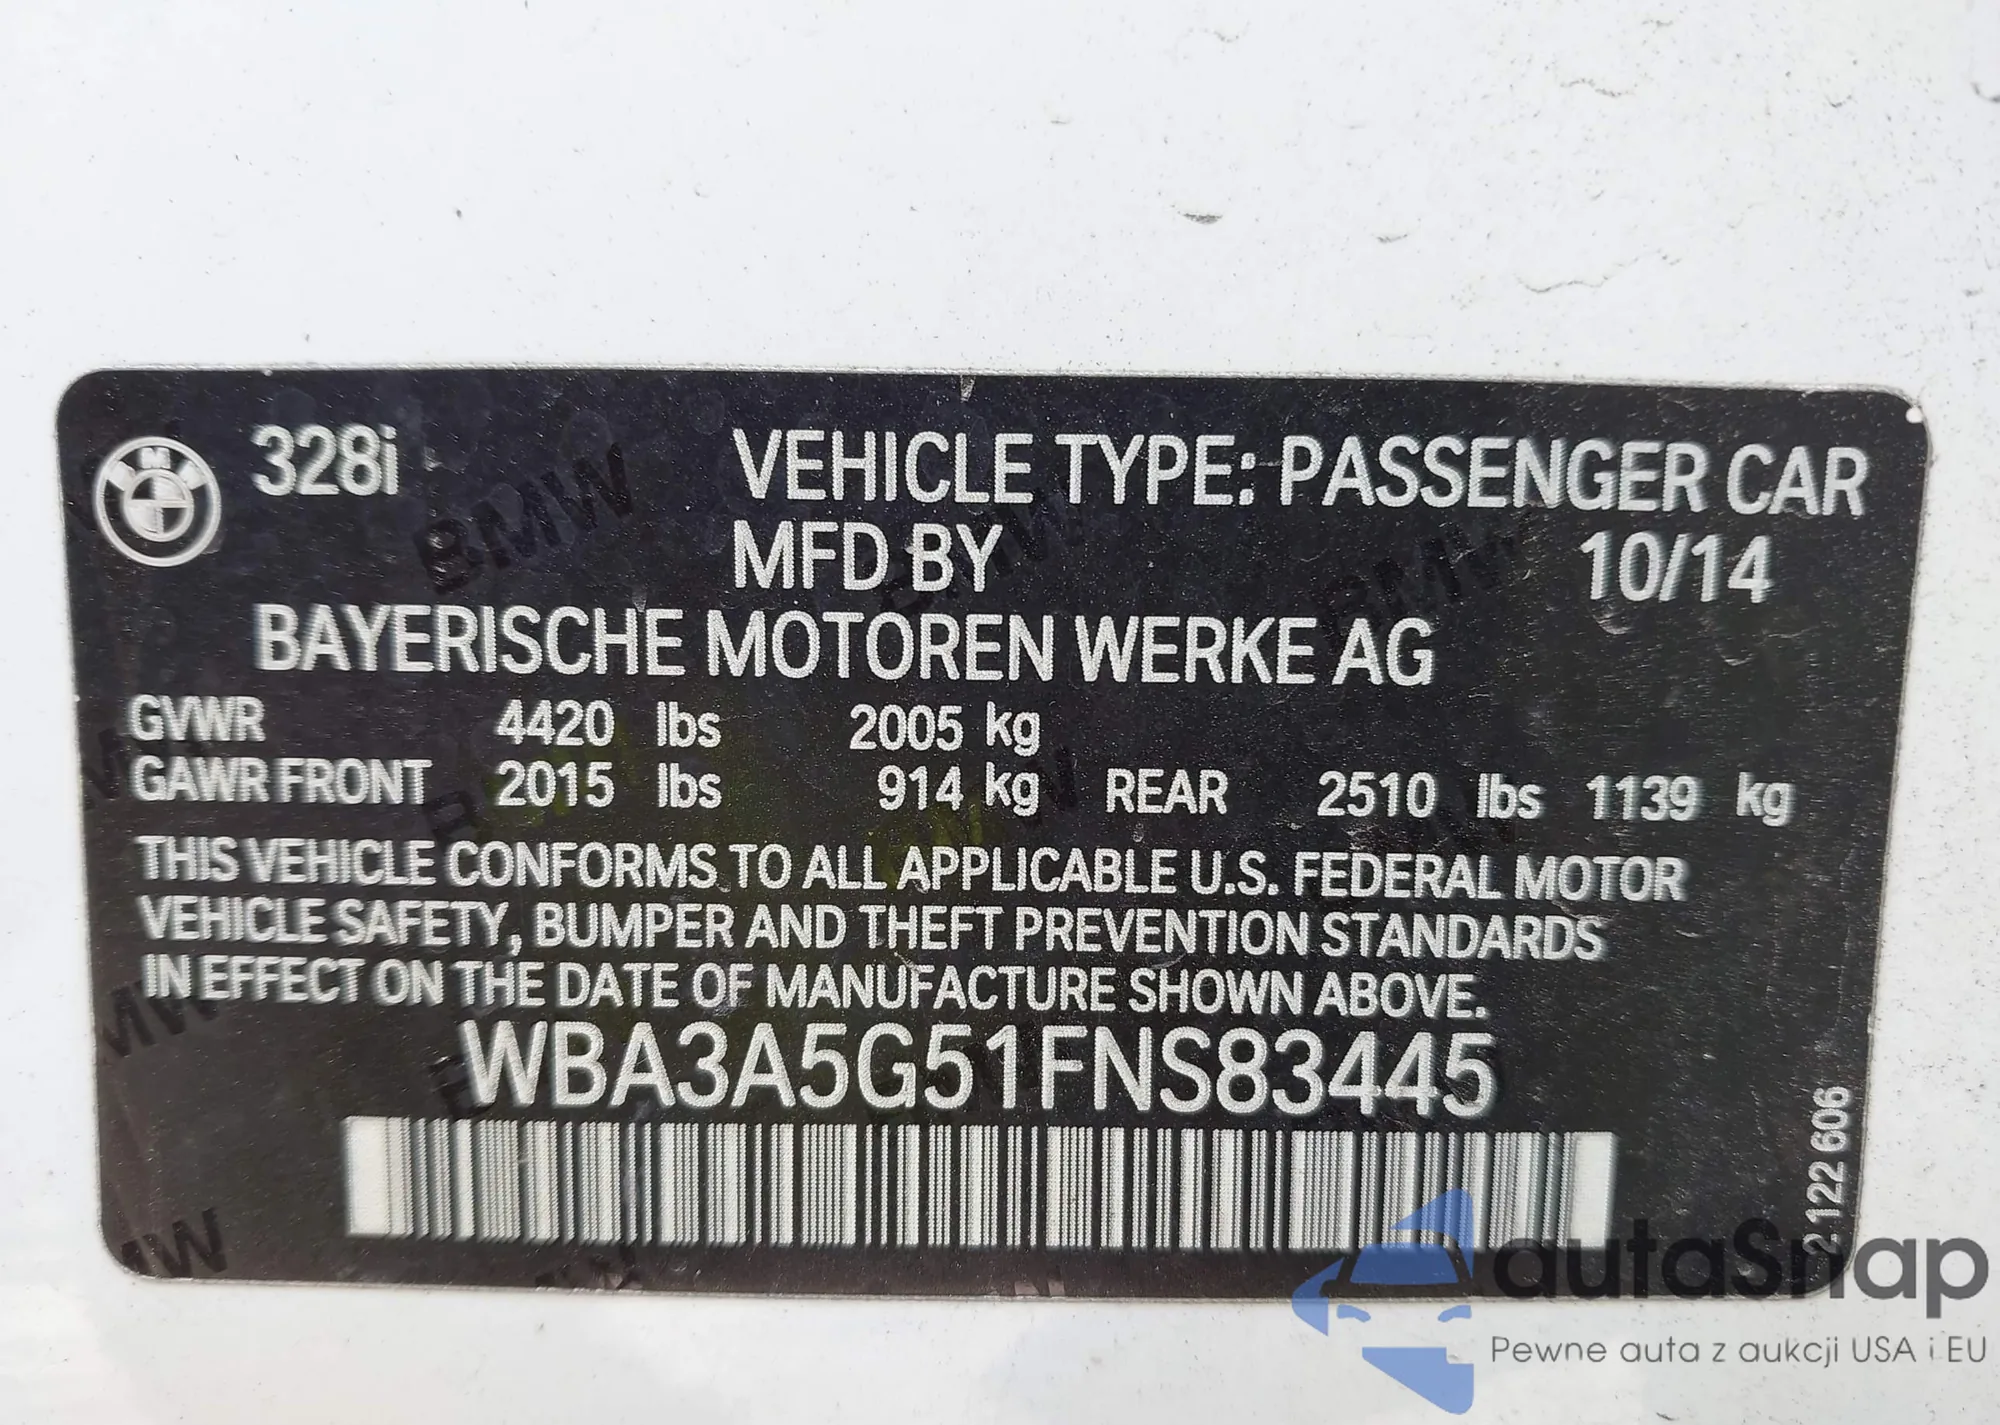 328i VEHICLE TYPE: PASSENGER CAR
MFD BY 10/14
BAYERISCHE MOTOREN WERKE AG
GVWR 4420 lbs 2005 kg
GAWR FRONT 2015 lbs 914 kg REAR 2510 lbs 1139 kg
THIS VEHICLE CONFORMS TO ALL APPLICABLE U.S. FEDERAL MOTOR
VEHICLE SAFETY, BUMPER AND THEFT PREVENTION STANDARDS
IN EFFECT ON THE DATE OF MANUFACTURE SHOWN ABOVE.
WBA3A5G51FNS83445
2 122 606
autaSnap
Pewne auta z aukcji USA i EU